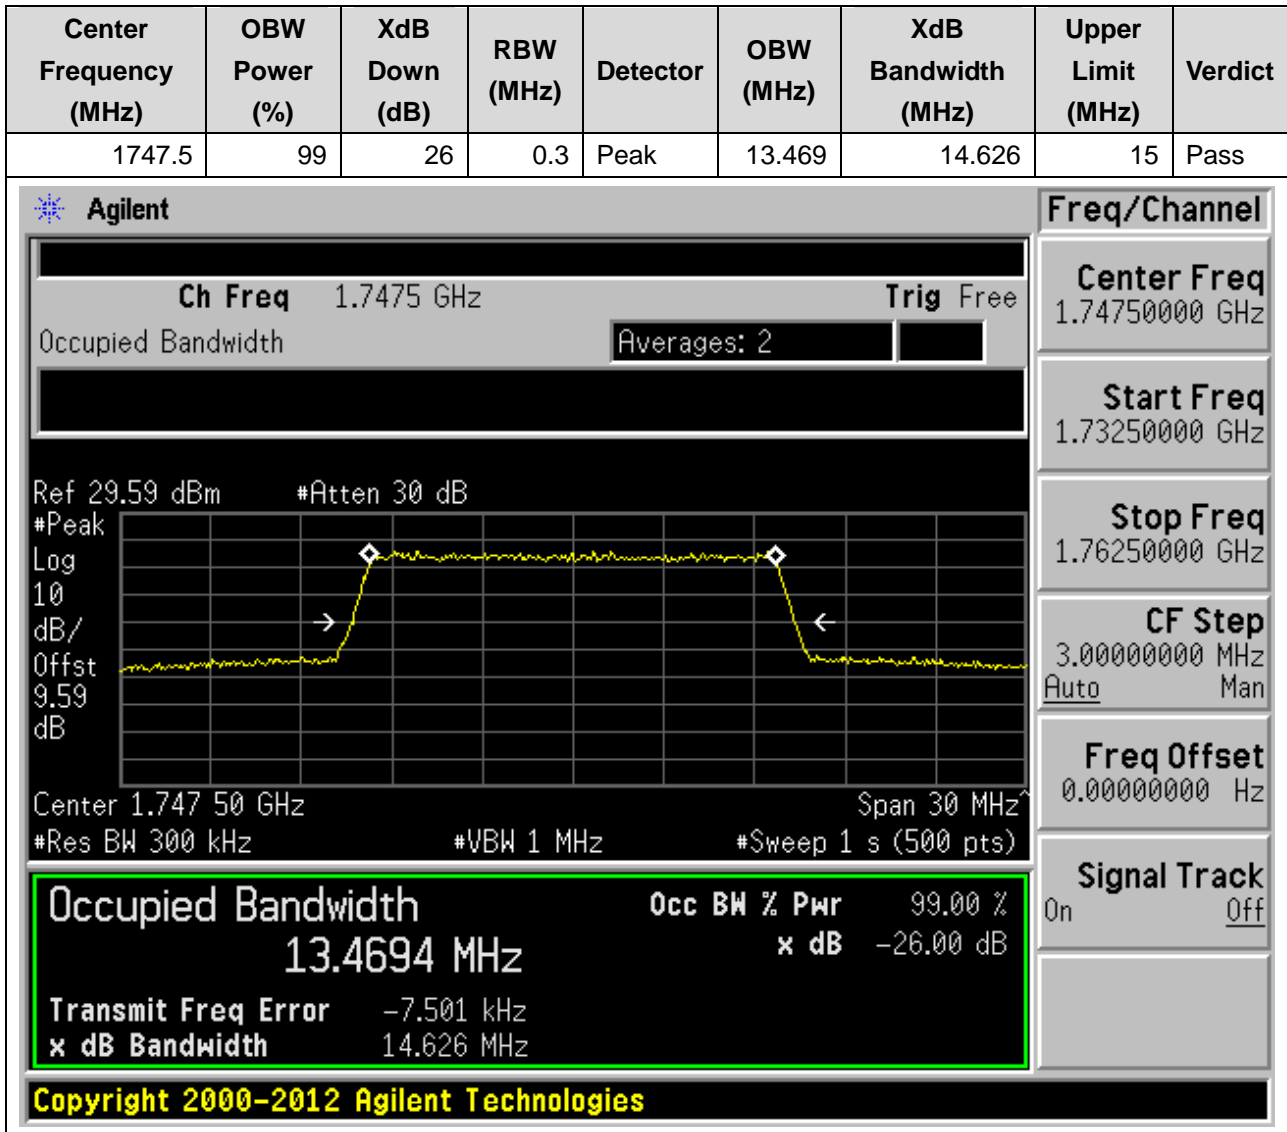 Center Frequency (MHz) OBW Power (%) XdB Down (dB) RBW (MHz) Detector OBW (MHz) XdB Bandwidth (MHz) Upper Limit (MHz) Verdict
1747.5 99 26 0.3 Peak 13.469 14.626 15 Pass
Agilent
Ch Freq 1.7475 GHz Trig Free
Occupied Bandwidth Averages: 2
Ref 29.59 dBm #Atten 30 dB
#Peak
Log
10
dB/
Offst
9.59
dB
Center 1.747 50 GHz Span 30 MHz^
#Res BW 300 kHz #VBW 1 MHz #Sweep 1 s (500 pts)
Occupied Bandwidth Occ BW % Pwr 99.00 %
13.4694 MHz x dB -26.00 dB
Transmit Freq Error -7.501 kHz
x dB Bandwidth 14.626 MHz
Copyright 2000-2012 Agilent Technologies
Freq/Channel
Center Freq
1.74750000 GHz
Start Freq
1.73250000 GHz
Stop Freq
1.76250000 GHz
CF Step
3.00000000 MHz
Auto Man
Freq Offset
0.00000000 Hz
Signal Track
On Off